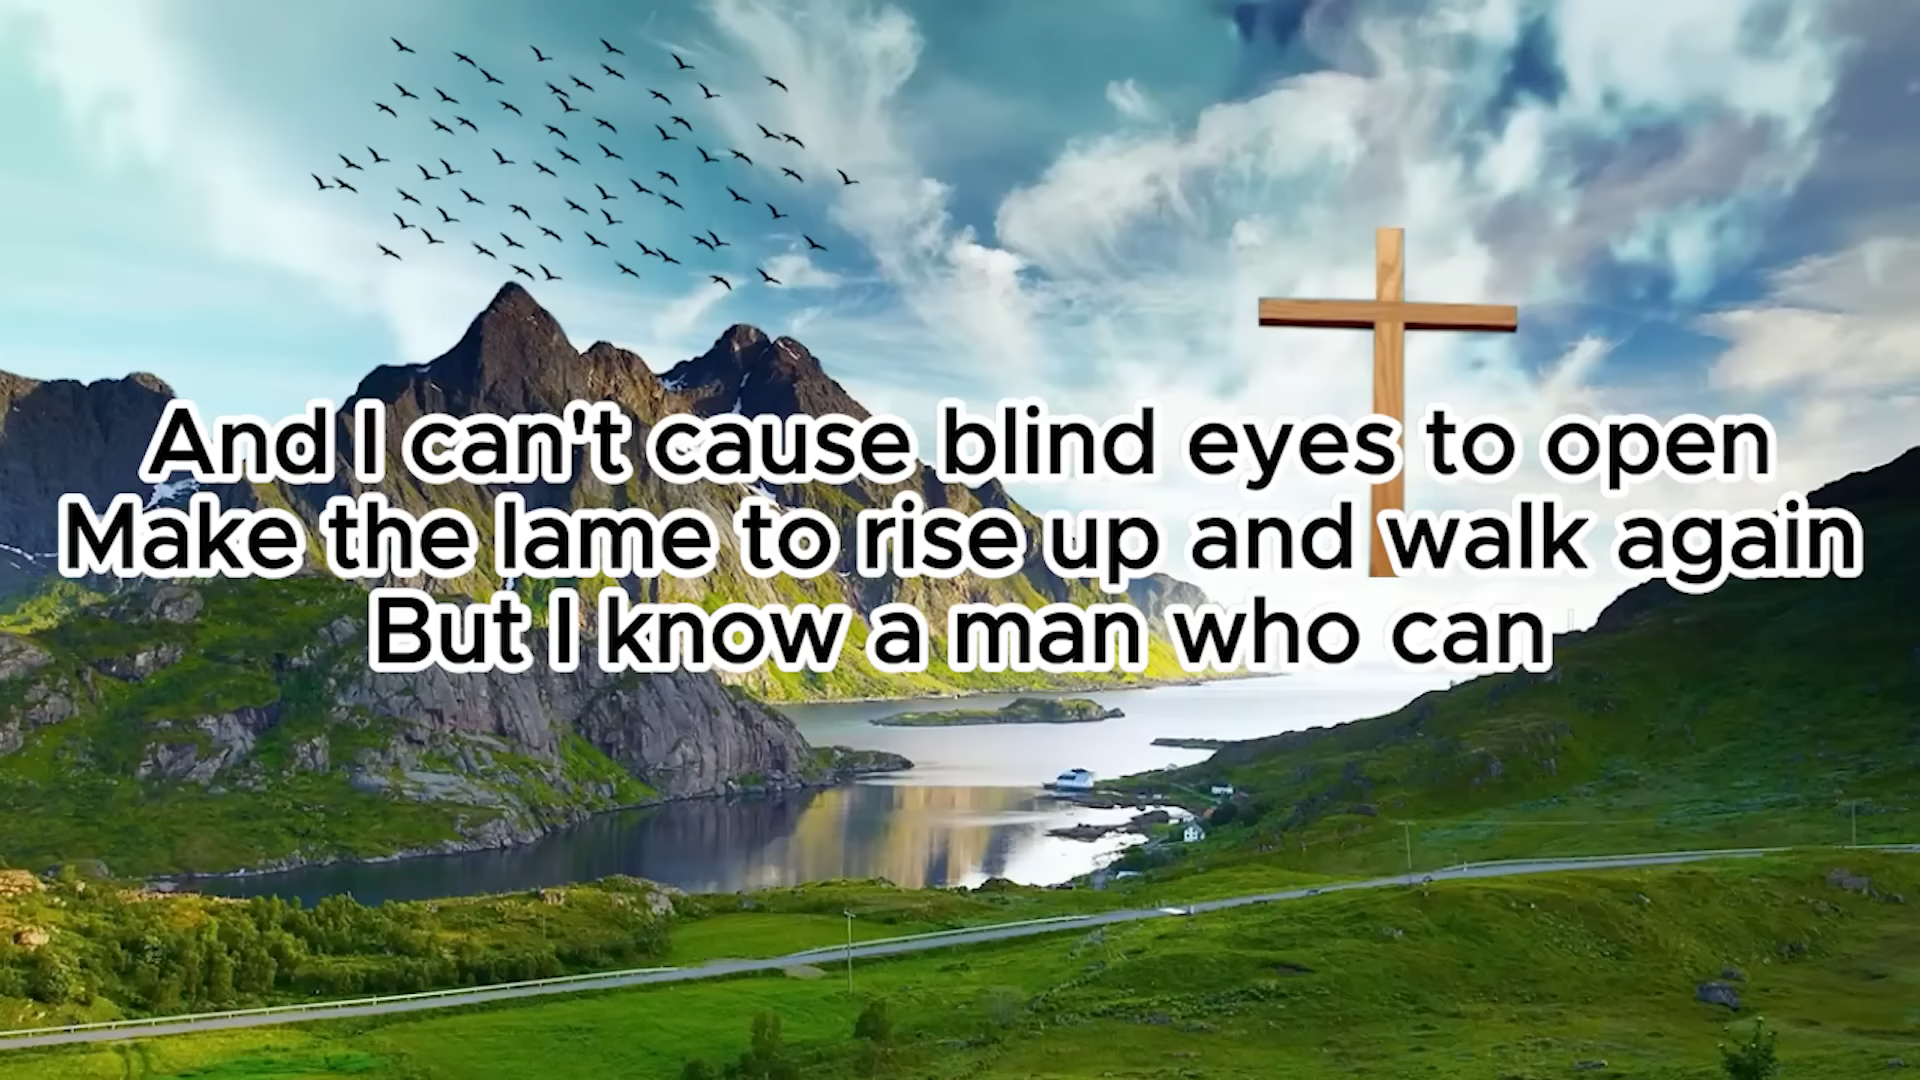 And I can't cause blind eyes to open
Make the lame to rise up and walk again
But I know a man who can